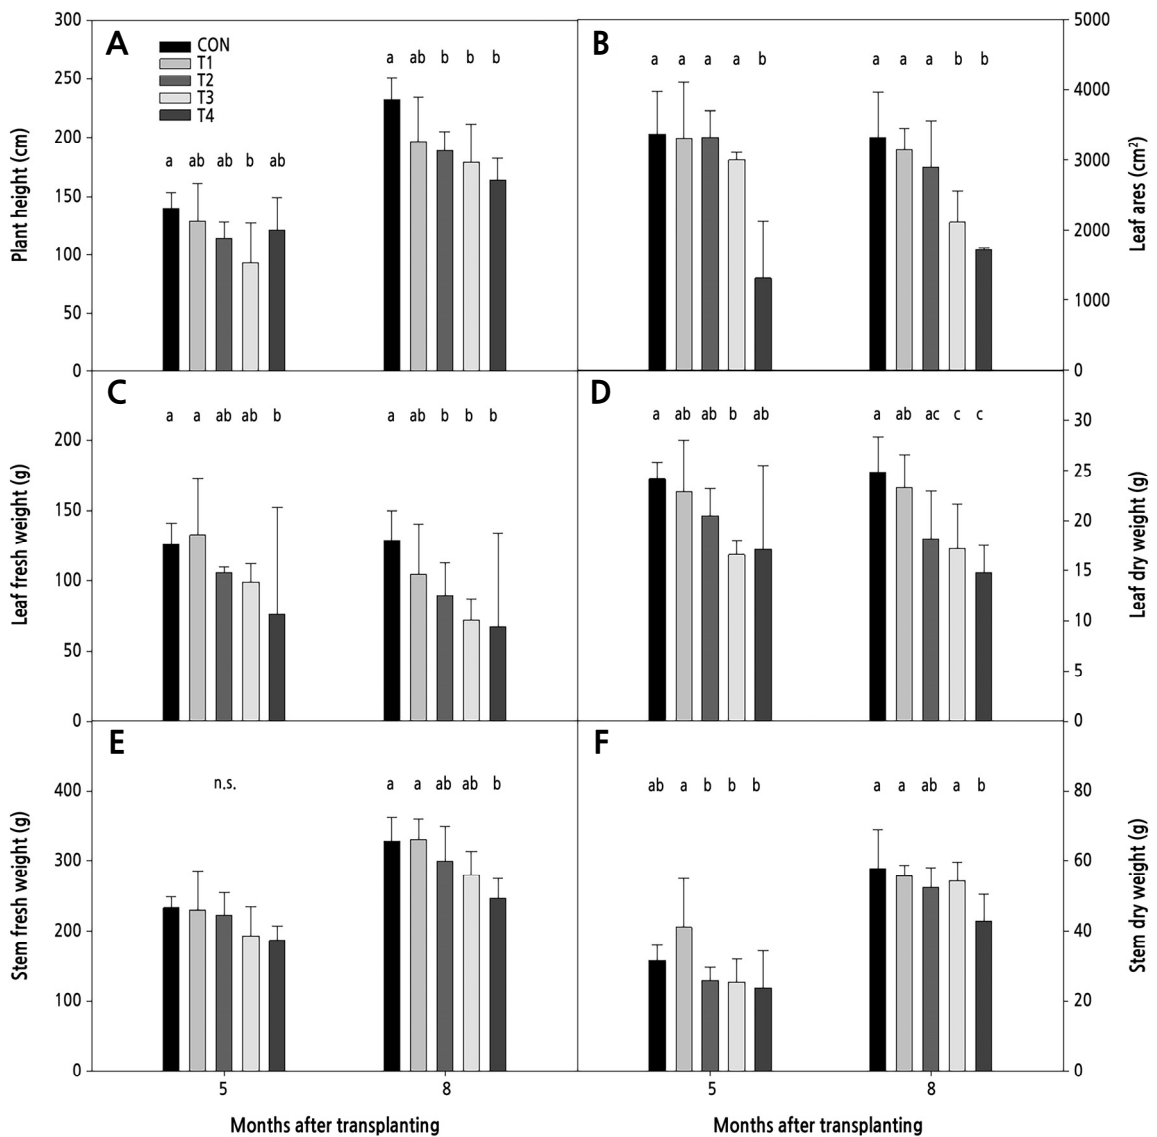 A
CON
T1
T2
T3
T4
a ab ab b ab
a ab b b b
300
250
200
150
100
50
0
Plant height (cm)
B
a a a a b
a a a b b
5000
4000
3000
2000
1000
0
Leaf ares (cm²)
C
a a ab ab b
a ab b b b
200
150
100
50
0
Leaf fresh weight (g)
D
a ab ab b ab
a ab ac c c
30
25
20
15
10
5
0
Leaf dry weight (g)
E
n.s.
a a ab ab b
400
300
200
100
0
Stem fresh weight (g)
5 8
Months after transplanting
F
ab a b b b
a a ab a b
80
60
40
20
0
Stem dry weight (g)
5 8
Months after transplanting